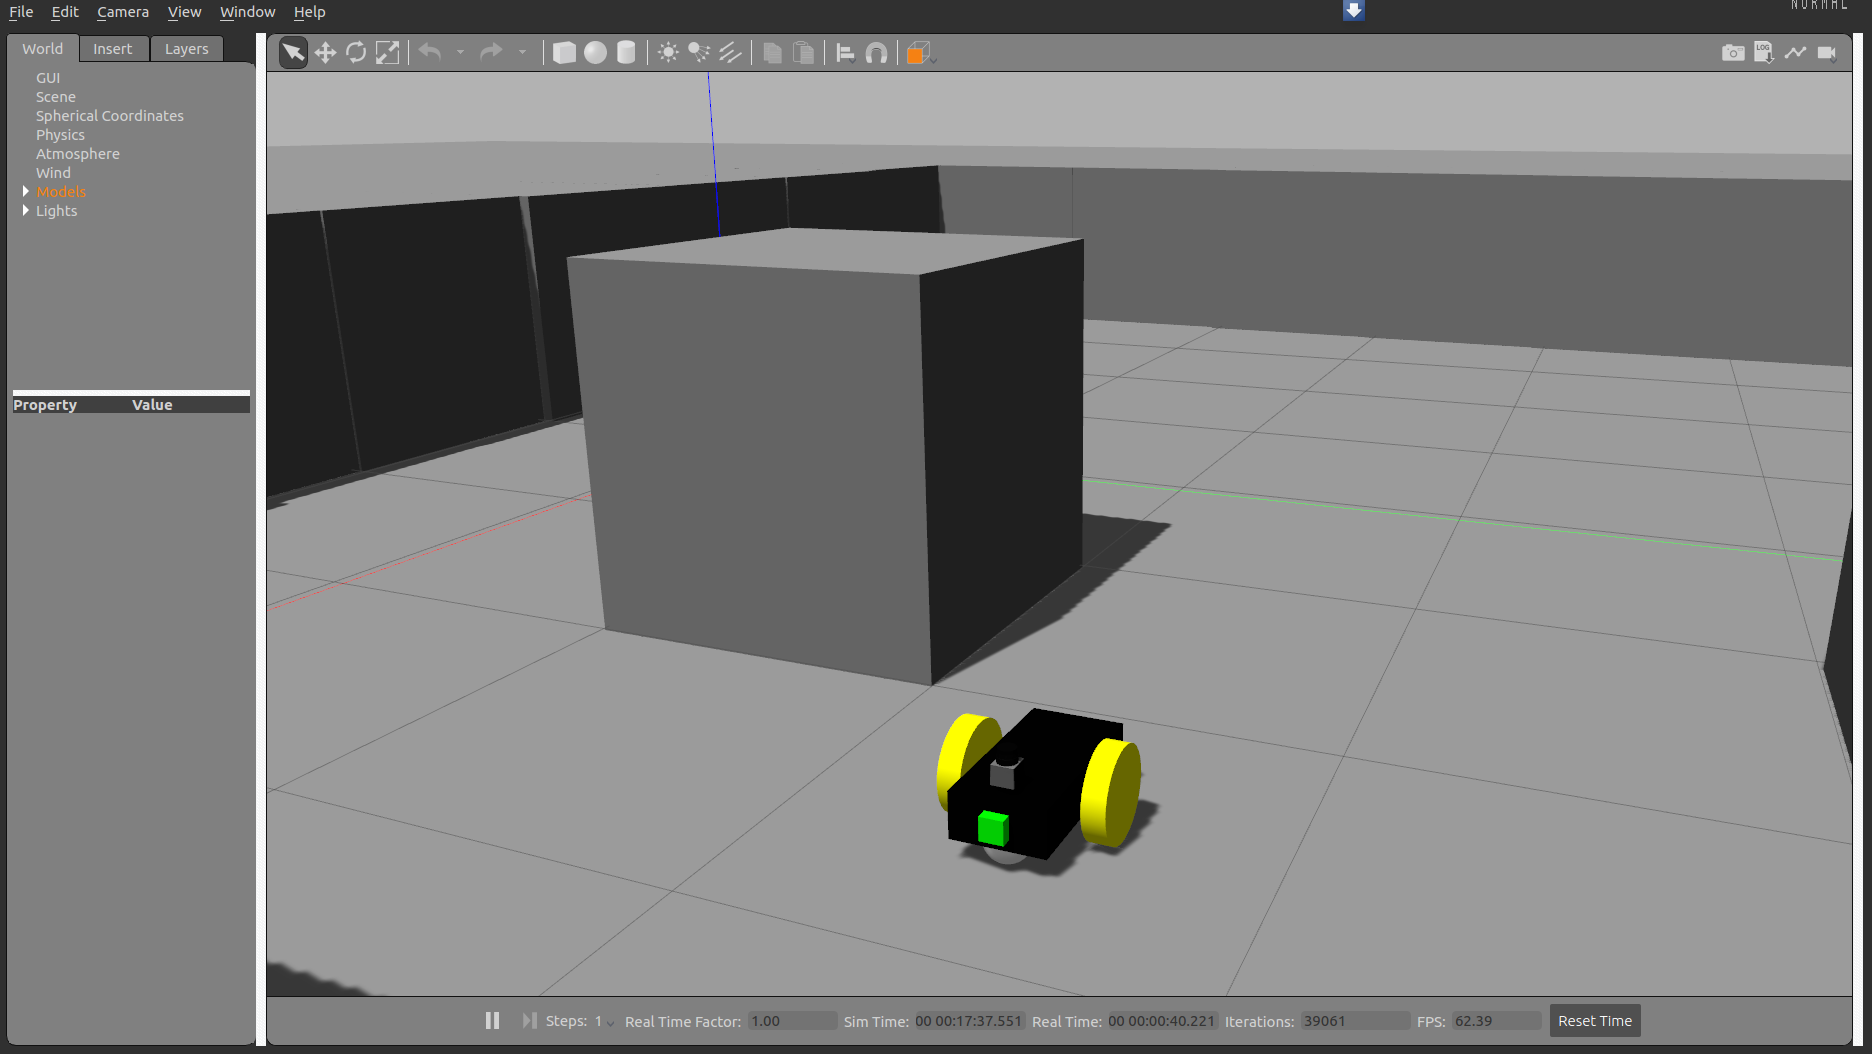 File Edit Camera View Window Help
NORMAL
World Insert Layers
LOG
GUI
Scene
Spherical Coordinates
Physics
Atmosphere
Wind
Models
Lights
Property Value
Steps: 1 Real Time Factor: 1.00 Sim Time: 00 00:17:37.551 Real Time: 00 00:00:40.221 Iterations: 39061 FPS: 62.39 Reset Time